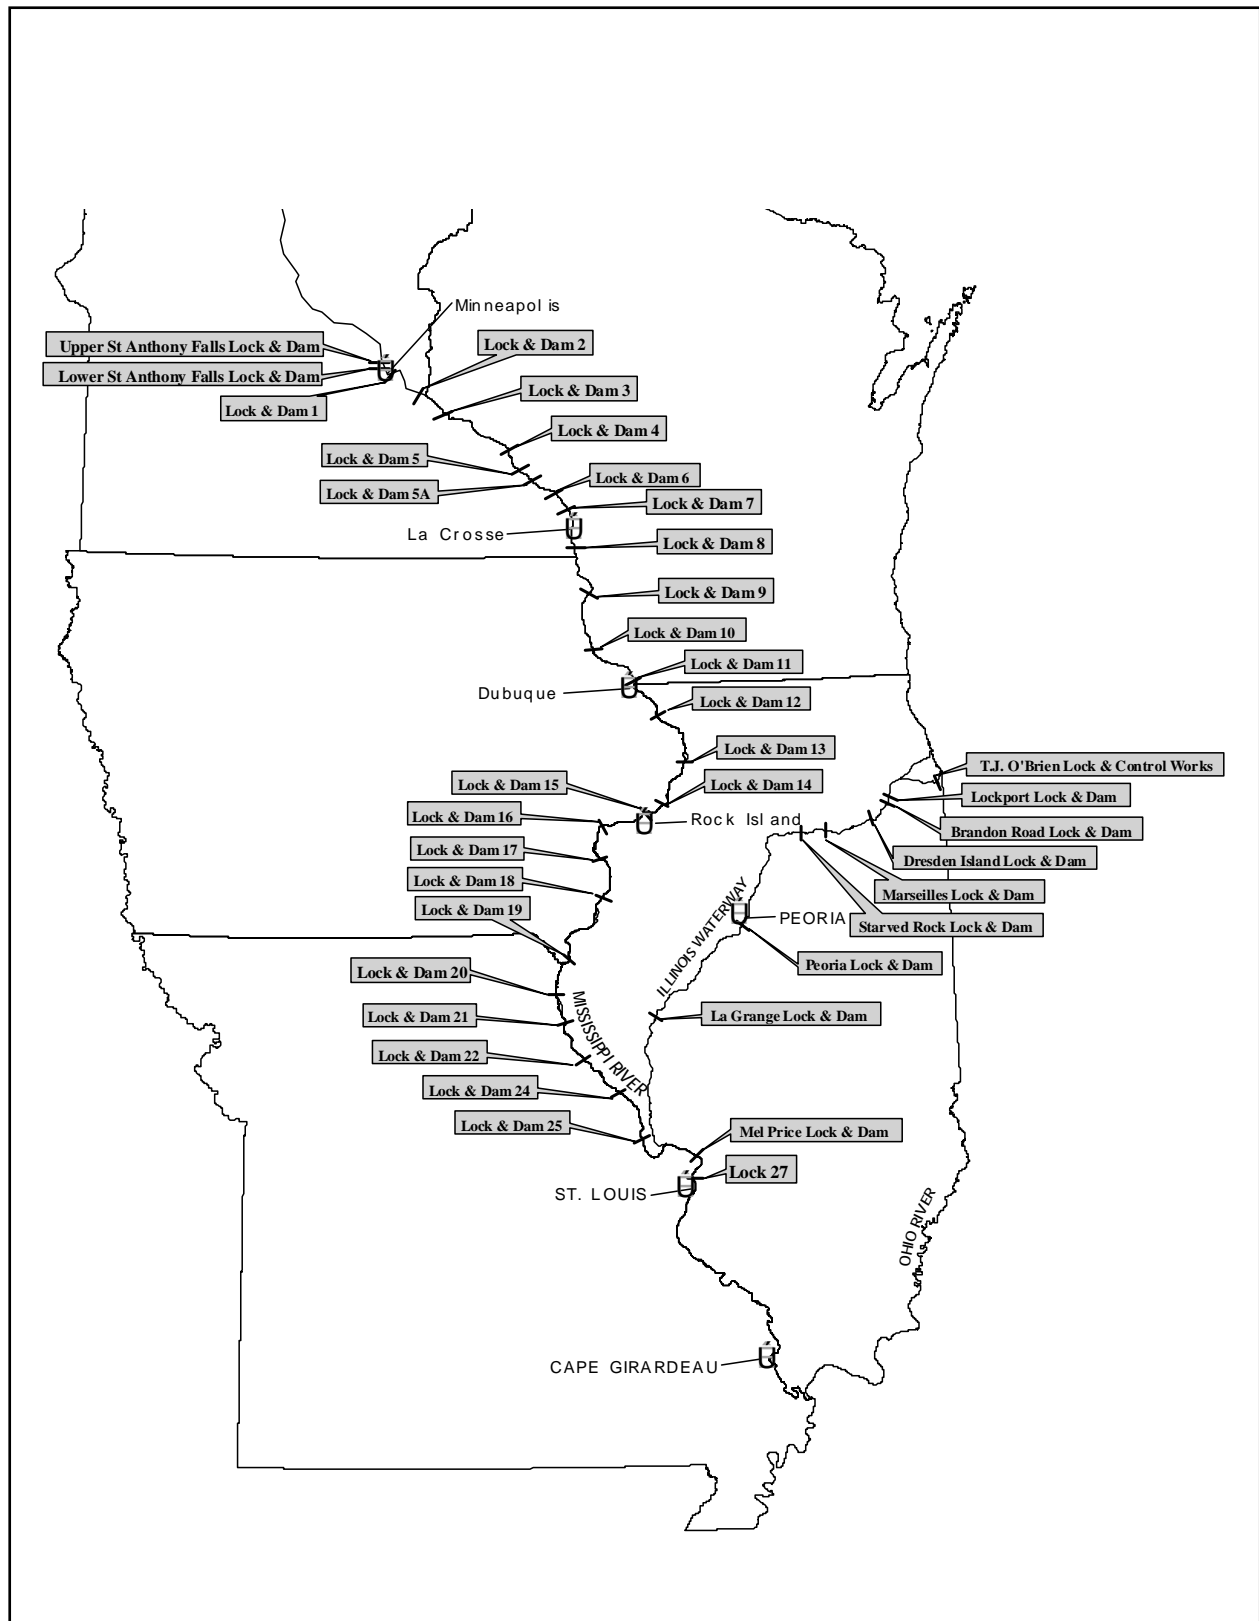 Minneapolis
Upper St Anthony Falls Lock & Dam
Lower St Anthony Falls Lock & Dam
Lock & Dam 1
Lock & Dam 2
Lock & Dam 3
Lock & Dam 4
Lock & Dam 5
Lock & Dam 5A
Lock & Dam 6
Lock & Dam 7
La Crosse
Lock & Dam 8
Lock & Dam 9
Lock & Dam 10
Lock & Dam 11
Dubuque
Lock & Dam 12
Lock & Dam 13
Lock & Dam 14
Lock & Dam 15
Rock Island
Lock & Dam 16
Lock & Dam 17
Lock & Dam 18
Lock & Dam 19
Lock & Dam 20
Lock & Dam 21
Lock & Dam 22
Lock & Dam 24
Lock & Dam 25
MISSISSIPPI RIVER
T.J. O'Brien Lock & Control Works
Lockport Lock & Dam
Brandon Road Lock & Dam
Dresden Island Lock & Dam
Marseilles Lock & Dam
Starved Rock Lock & Dam
PEORIA
Peoria Lock & Dam
ILLINOIS WATERWAY
La Grange Lock & Dam
Mel Price Lock & Dam
Lock 27
ST. LOUIS
OHIO RIVER
CAPE GIRARDEAU